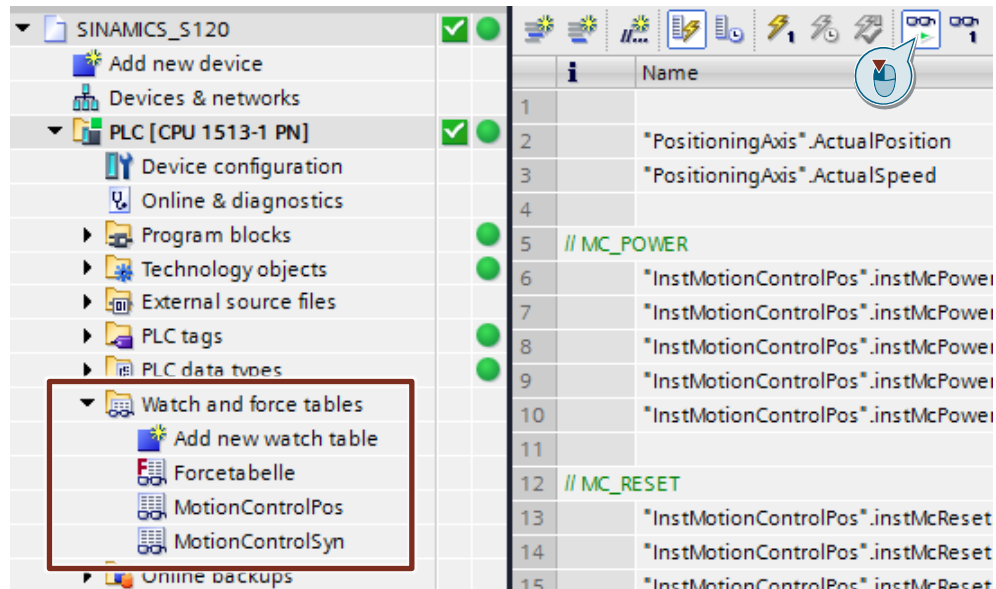 SINAMICS_S120
Add new device
Devices & networks
PLC [CPU 1513-1 PN]
Device configuration
Online & diagnostics
Program blocks
Technology objects
External source files
PLC tags
PLC data types
Watch and force tables
Add new watch table
Forcetabelle
MotionControlPos
MotionControlSyn
Online backups
i Name
1
2 "PositioningAxis".ActualPosition
3 "PositioningAxis".ActualSpeed
4
5 // MC_POWER
6 "InstMotionControlPos".instMcPower
7 "InstMotionControlPos".instMcPower
8 "InstMotionControlPos".instMcPower
9 "InstMotionControlPos".instMcPower
10 "InstMotionControlPos".instMcPower
11
12 // MC_RESET
13 "InstMotionControlPos".instMcReset
14 "InstMotionControlPos".instMcReset
15 "InstMotionControlPos".instMcReset